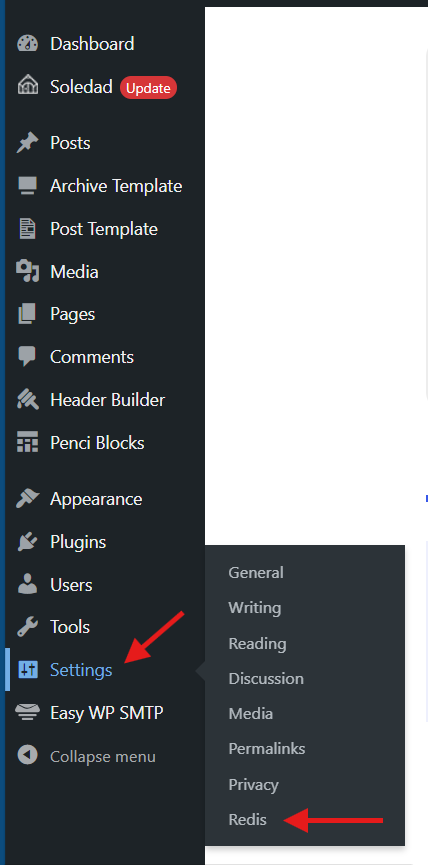 Dashboard
Soledad Update
Posts
Archive Template
Post Template
Media
Pages
Comments
Header Builder
Penci Blocks
Appearance
Plugins
Users
Tools
Settings
Easy WP SMTP
Collapse menu
General
Writing
Reading
Discussion
Media
Permalinks
Privacy
Redis